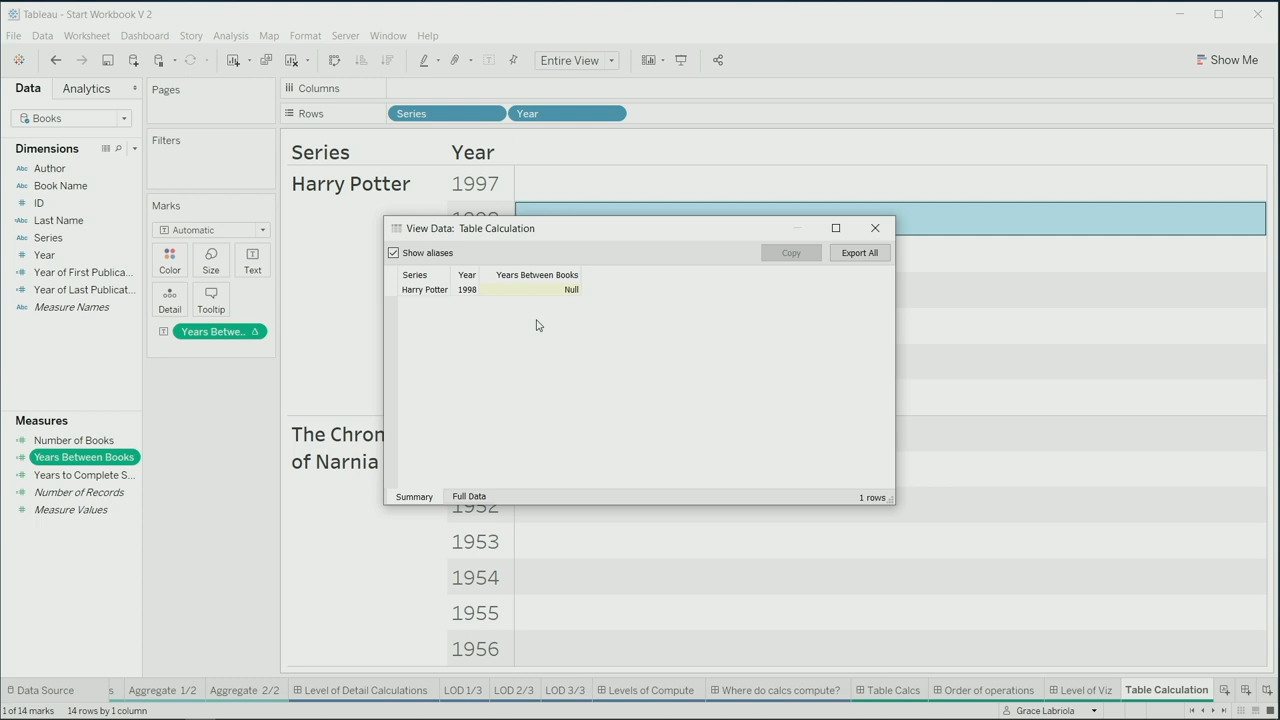 Tableau - Start Workbook V 2
File Data Worksheet Dashboard Story Analysis Map Format Server Window Help
Entire View
Show Me
Data Analytics
Pages
Columns
Books
Rows Series Year
Filters
Dimensions
Series Year
Author
Harry Potter 1997
Book Name
ID
Marks
Last Name
Automatic
Series
Year
Color Size Text
Year of First Publica...
Year of Last Publicat...
Measure Names
Detail Tooltip
Years Betwe..
View Data: Table Calculation
Show aliases
Copy Export All
Series Year Years Between Books
Harry Potter 1998 Null
Summary Full Data
1 rows
Measures
Number of Books
Years Between Books
Years to Complete S...
Number of Records
Measure Values
The Chron
of Narnia
1952
1953
1954
1955
1956
Data Source s Aggregate 1/2 Aggregate 2/2 Level of Detail Calculations LOD 1/3 LOD 2/3 LOD 3/3 Levels of Compute Where do calcs compute? Table Calcs Order of operations Level of Viz Table Calculation
1 of 14 marks 14 rows by 1 column
Grace Labriola